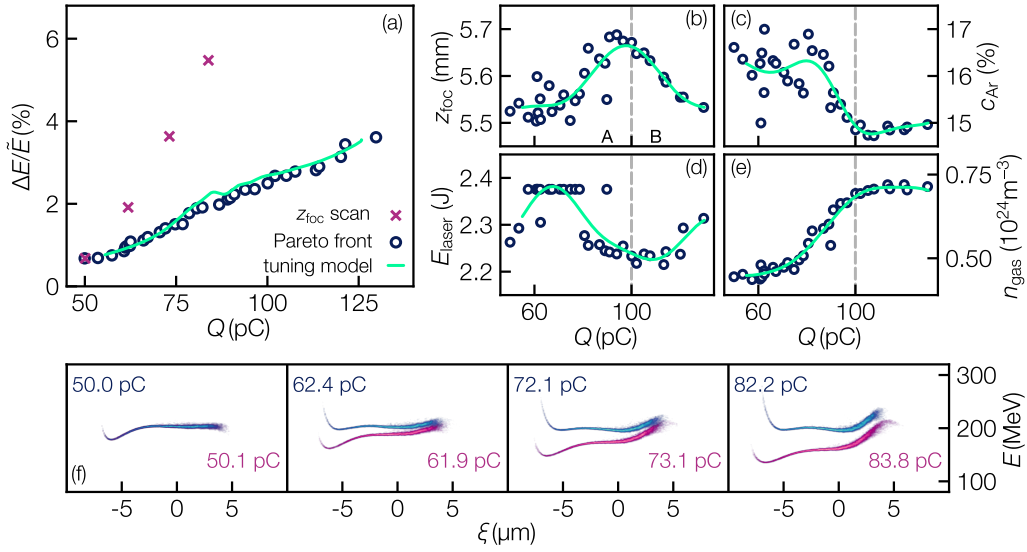 (a)
6
4
2
0
ΔE/Ẽ(%)
z_foc scan
Pareto front
tuning model
50
75
100
125
Q(pC)
(b)
5.7
5.6
5.5
z_foc (mm)
A
B
(c)
17
16
15
c_Ar (%)
(d)
2.4
2.3
2.2
E_laser (J)
60
100
Q(pC)
(e)
0.75
0.50
n_gas (10²⁴m⁻³)
60
100
Q(pC)
50.0 pC
50.1 pC
(f)
62.4 pC
61.9 pC
72.1 pC
73.1 pC
82.2 pC
83.8 pC
300
200
100
E(MeV)
-5
0
5
-5
0
5
-5
0
5
-5
0
5
ξ(μm)